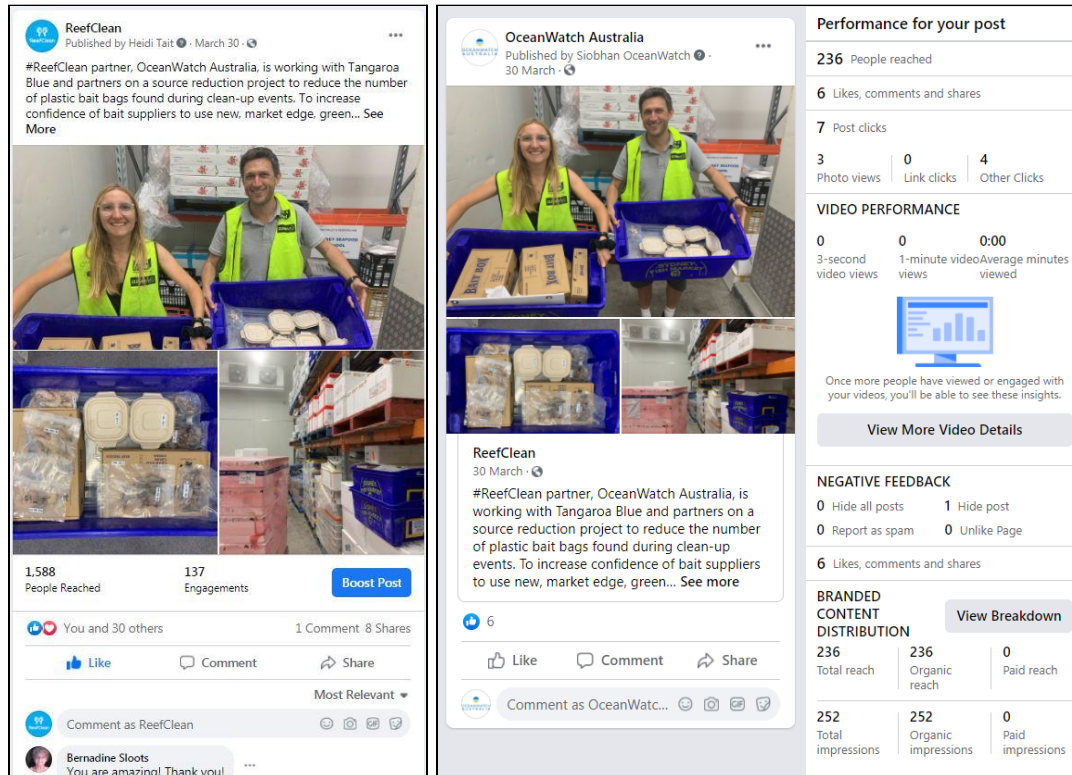 ReefClean
Published by Heidi Tait · March 30 ·
#ReefClean partner, OceanWatch Australia, is working with Tangaroa
Blue and partners on a source reduction project to reduce the number
of plastic bait bags found during clean-up events. To increase
confidence of bait suppliers to use new, market edge, green... See
More
1,588
People Reached
137
Engagements
Boost Post
You and 30 others
1 Comment 8 Shares
Like
Comment
Share
Most Relevant
Comment as ReefClean
Bernadine Sloots
You are amazing! Thank you!
OceanWatch Australia
Published by Siobhan OceanWatch ·
30 March ·
BAIT BOX
BAIT BOX
SYDNEY
FISH MARKET
ReefClean
30 March ·
#ReefClean partner, OceanWatch Australia, is
working with Tangaroa Blue and partners on a
source reduction project to reduce the number
of plastic bait bags found during clean-up
events. To increase confidence of bait suppliers
to use new, market edge, green... See more
6
Like
Comment
Share
Comment as OceanWatc...
Performance for your post
236 People reached
6 Likes, comments and shares
7 Post clicks
3
Photo views
0
Link clicks
4
Other Clicks
VIDEO PERFORMANCE
0
3-second
video views
0
1-minute video
views
0:00
Average minutes
viewed
Once more people have viewed or engaged with
your videos, you'll be able to see these insights.
View More Video Details
NEGATIVE FEEDBACK
0 Hide all posts
1 Hide post
0 Report as spam
0 Unlike Page
6 Likes, comments and shares
BRANDED
CONTENT
DISTRIBUTION
View Breakdown
236
Total reach
236
Organic
reach
0
Paid reach
252
Total
impressions
252
Organic
impressions
0
Paid
impressions